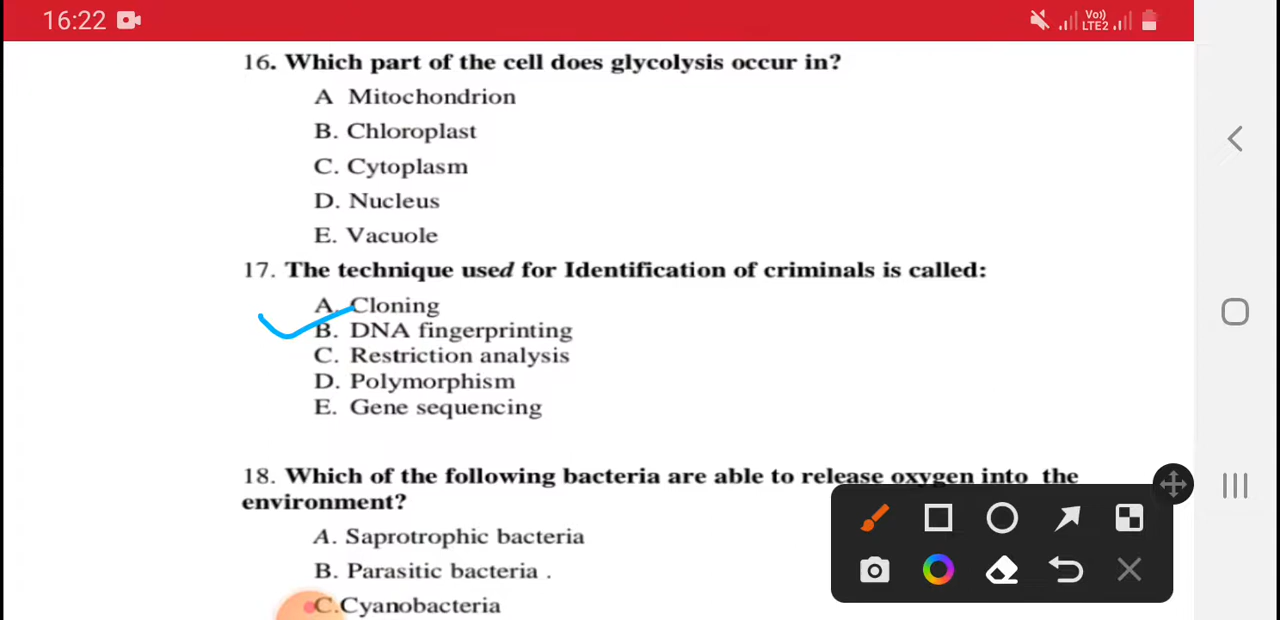 16:22
Vo))
LTE2
16. Which part of the cell does glycolysis occur in?
A Mitochondrion
B. Chloroplast
C. Cytoplasm
D. Nucleus
E. Vacuole
17. The technique used for Identification of criminals is called:
A. Cloning
B. DNA fingerprinting
C. Restriction analysis
D. Polymorphism
E. Gene sequencing
18. Which of the following bacteria are able to release oxygen into the
environment?
A. Saprotrophic bacteria
B. Parasitic bacteria .
C.Cyanobacteria